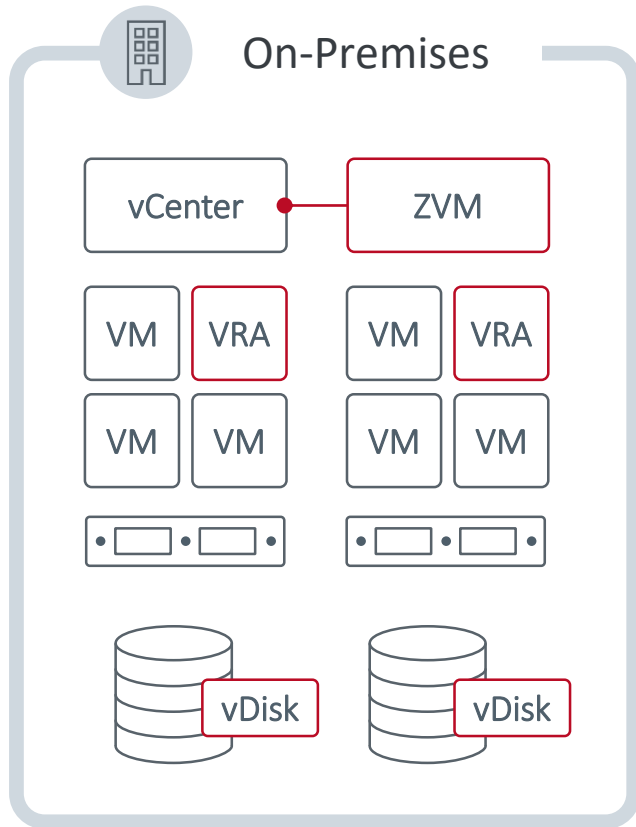 On-Premises
vCenter ZVM
VM VRA VM VRA
VM VM VM VM
vDisk vDisk